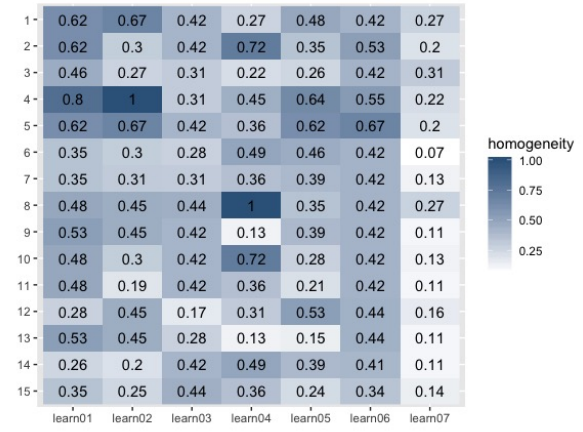 1 0.62 0.67 0.42 0.27 0.48 0.42 0.27
2 0.62 0.3 0.42 0.72 0.35 0.53 0.2
3 0.46 0.27 0.31 0.22 0.26 0.42 0.31
4 0.8 1 0.31 0.45 0.64 0.55 0.22
5 0.62 0.67 0.42 0.36 0.62 0.67 0.2
6 0.35 0.3 0.28 0.49 0.46 0.42 0.07
7 0.35 0.31 0.31 0.36 0.39 0.42 0.13
8 0.48 0.45 0.44 1 0.35 0.42 0.27
9 0.53 0.45 0.42 0.13 0.39 0.42 0.11
10 0.48 0.3 0.42 0.72 0.28 0.42 0.13
11 0.48 0.19 0.42 0.36 0.21 0.42 0.11
12 0.28 0.45 0.17 0.31 0.53 0.44 0.16
13 0.53 0.45 0.28 0.13 0.15 0.44 0.11
14 0.26 0.2 0.42 0.49 0.39 0.41 0.11
15 0.35 0.25 0.44 0.36 0.24 0.34 0.14
learn01 learn02 learn03 learn04 learn05 learn06 learn07
homogeneity
1.00
0.75
0.50
0.25